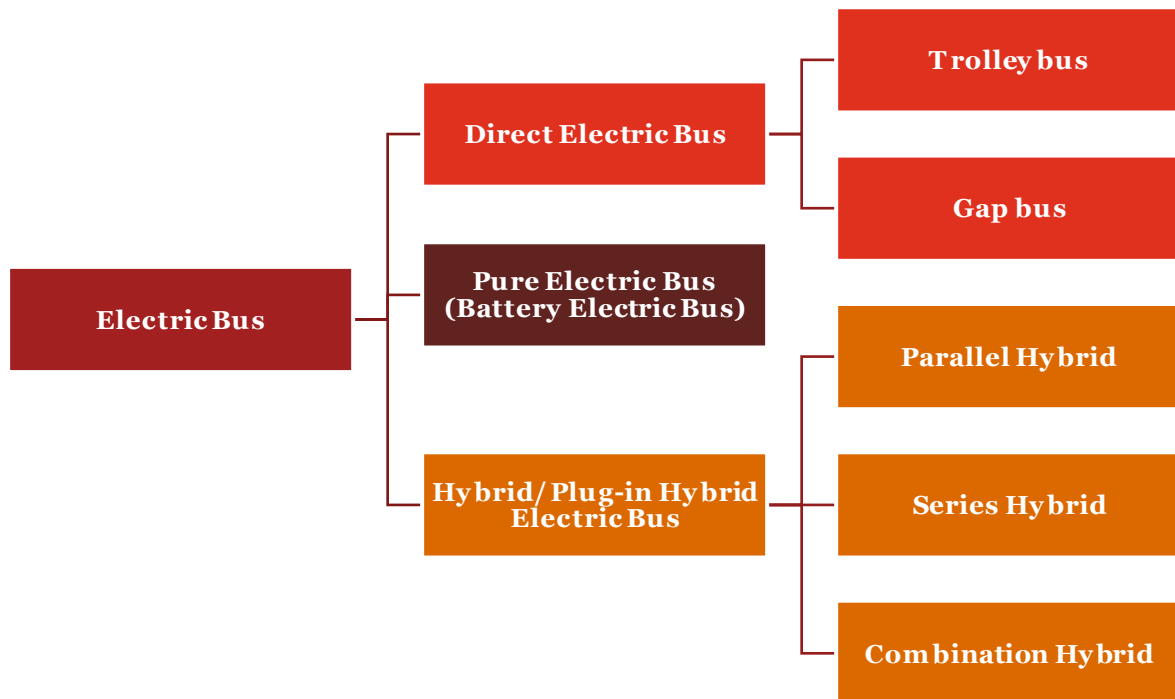 Electric Bus
Direct Electric Bus
Pure Electric Bus
(Battery Electric Bus)
Hybrid/Plug-in Hybrid
Electric Bus
Trolley bus
Gap bus
Parallel Hybrid
Series Hybrid
Combination Hybrid